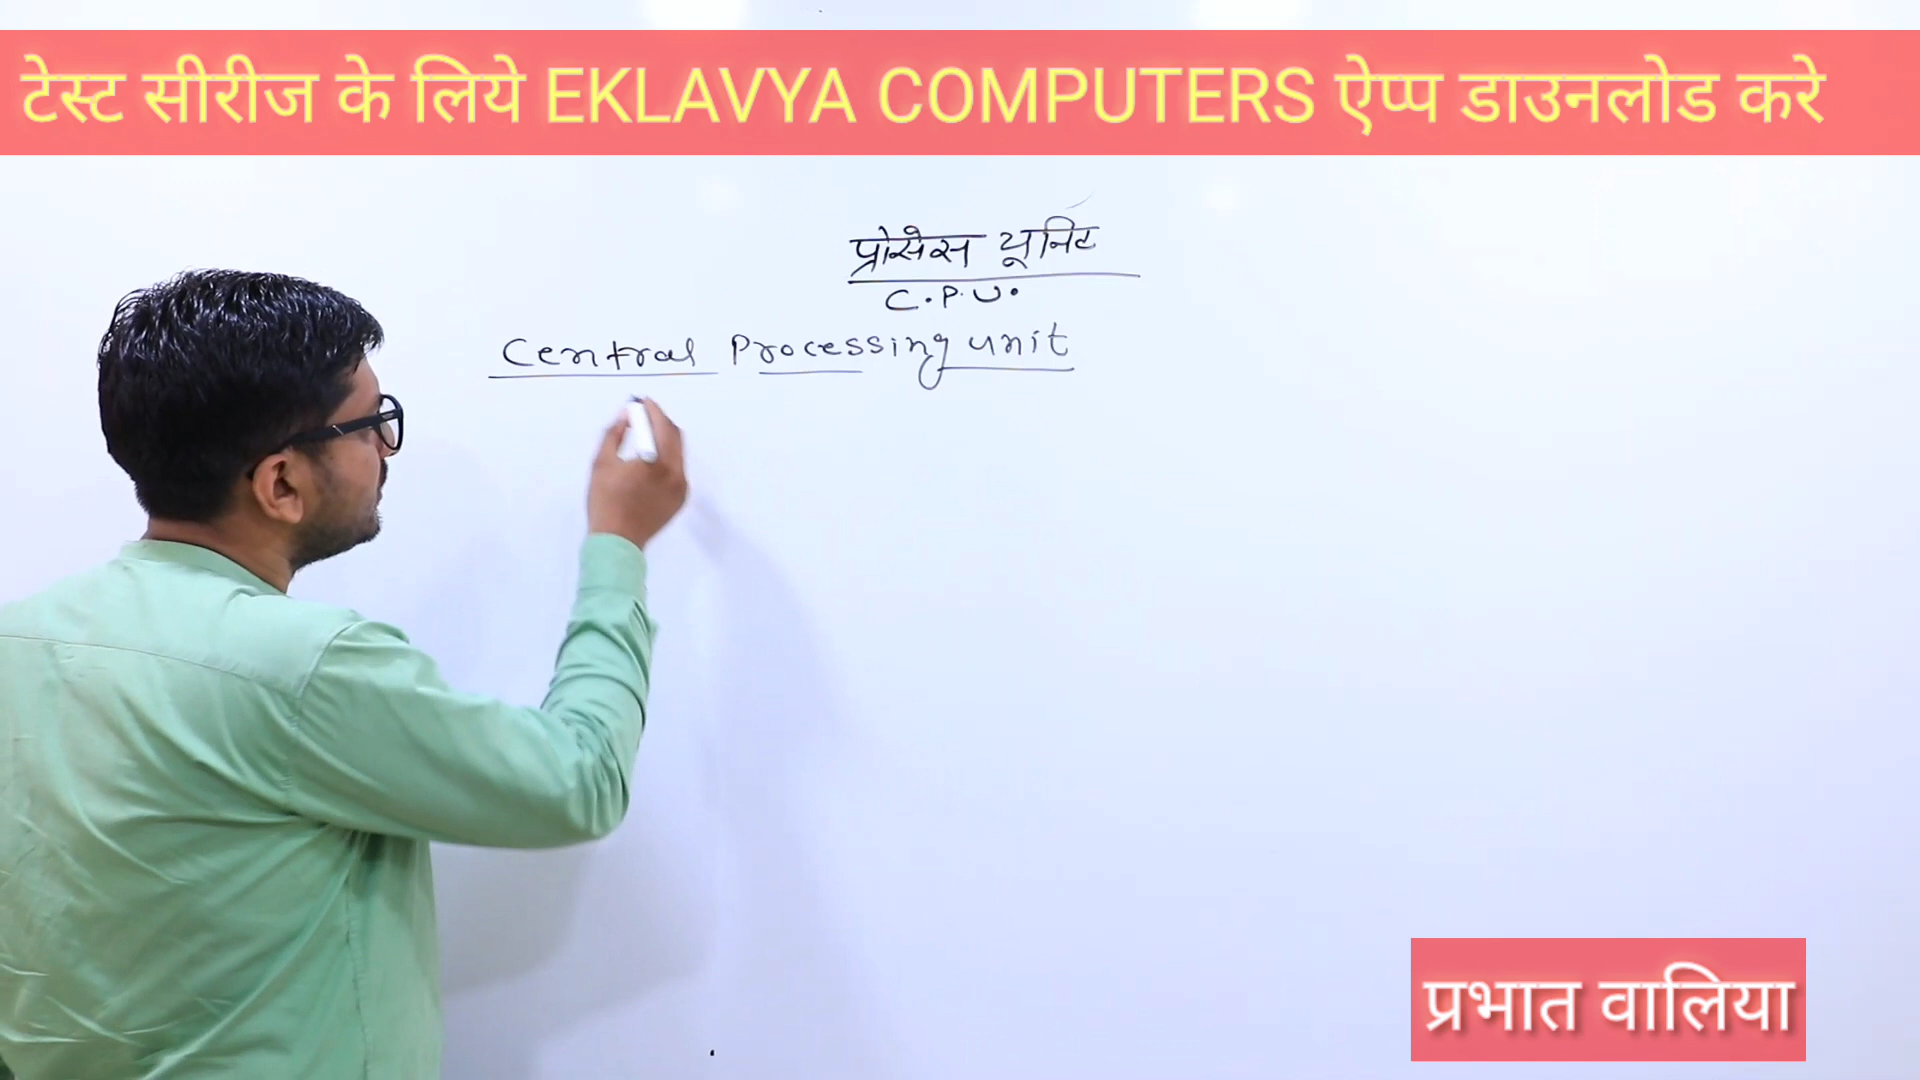 टेस्ट सीरीज के लिये EKLAVYA COMPUTERS ऐप्प डाउनलोड करे
प्रोसेस यूनिट
C.P.U.
Central Processing unit
प्रभात वालिया